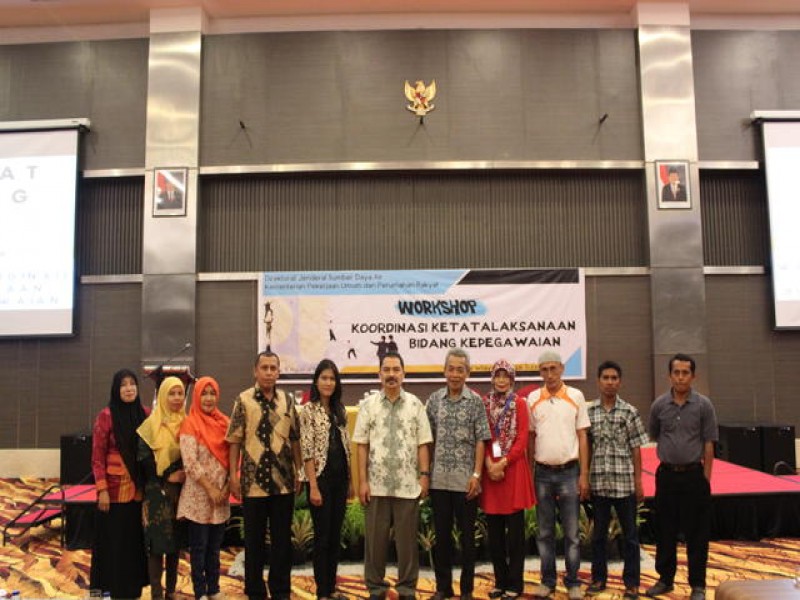 A T
G
Direktorat Jenderal Sumber Daya Air
Kementerian Pekerjaan Umum dan Perumahan Rakyat
WORKSHOP
KOORDINASI KETATALAKSANAAN
BIDANG KEPEGAWAIAN